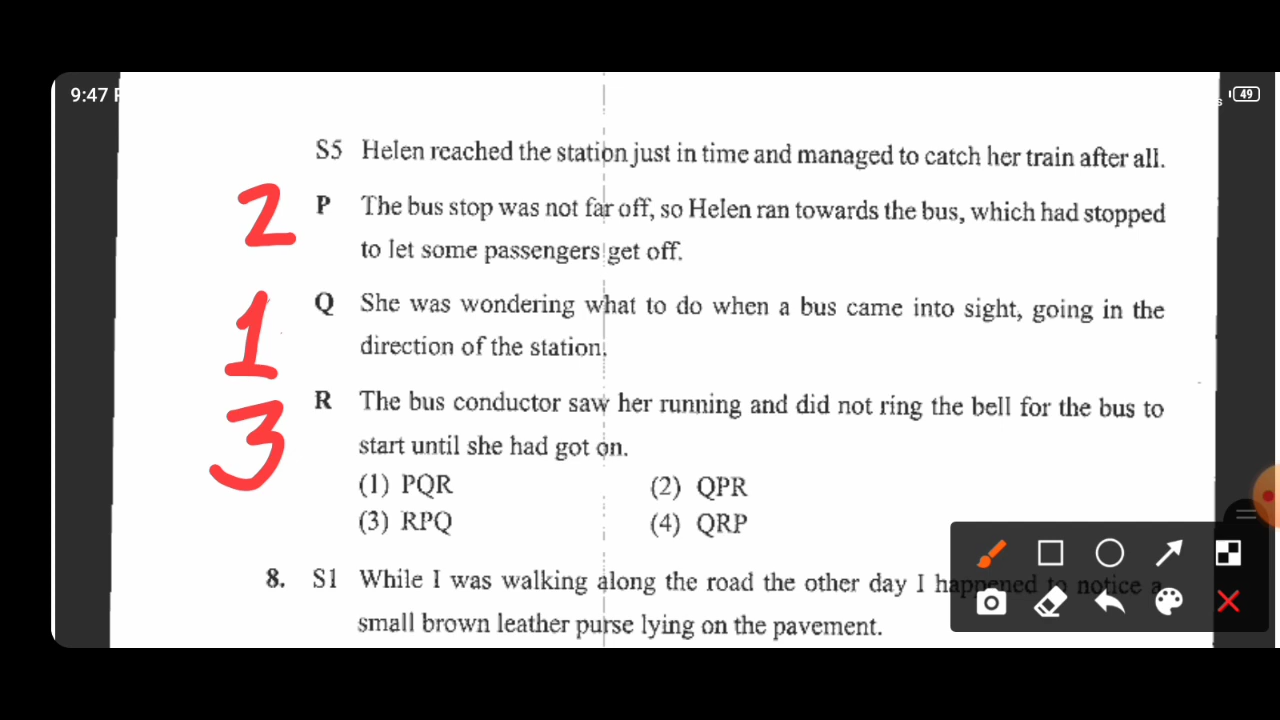 9:47
49
S5 Helen reached the station just in time and managed to catch her train after all.
2 P The bus stop was not far off, so Helen ran towards the bus, which had stopped
to let some passengers get off.
1 Q She was wondering what to do when a bus came into sight, going in the
direction of the station.
3 R The bus conductor saw her running and did not ring the bell for the bus to
start until she had got on.
(1) PQR (2) QPR
(3) RPQ (4) QRP
8. S1 While I was walking along the road the other day I happened to notice a
small brown leather purse lying on the pavement.